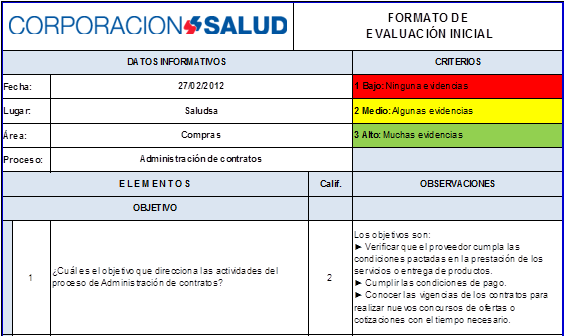 CORPORACION SALUD
FORMATO DE
EVALUACIÓN INICIAL
DATOS INFORMATIVOS
CRITERIOS
Fecha:
27/02/2012
1 Bajo: Ninguna evidencias
Lugar:
Saludsa
2 Medio: Algunas evidencias
Área:
Compras
3 Alto: Muchas evidencias
Proceso:
Administración de contratos
ELEMENTOS
Calif.
OBSERVACIONES
OBJETIVO
1
¿Cuál es el objetivo que direcciona las actividades del
proceso de Administración de contratos?
2
Los objetivos son:
► Verificar que el proveedor cumpla las
condiciones pactadas en la prestación de los
servicios o entrega de productos.
► Cumplir las condiciones de pago.
► Conocer las vigencias de los contratos para
realizar nuevos concursos de ofertas o
cotizaciones con el tiempo necesario.